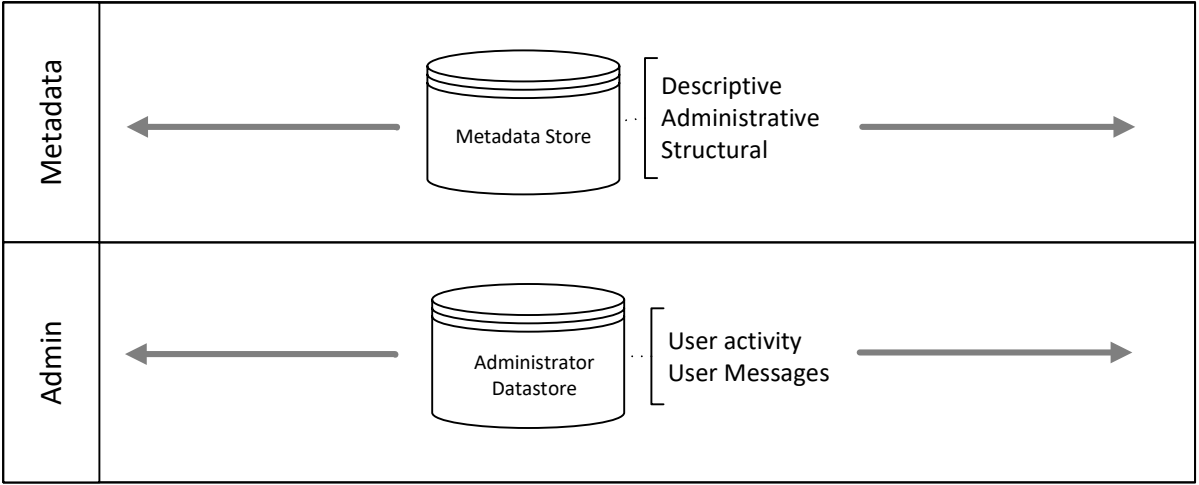 Metadata
Metadata Store
Descriptive
Administrative
Structural
Admin
Administrator
Datastore
User activity
User Messages